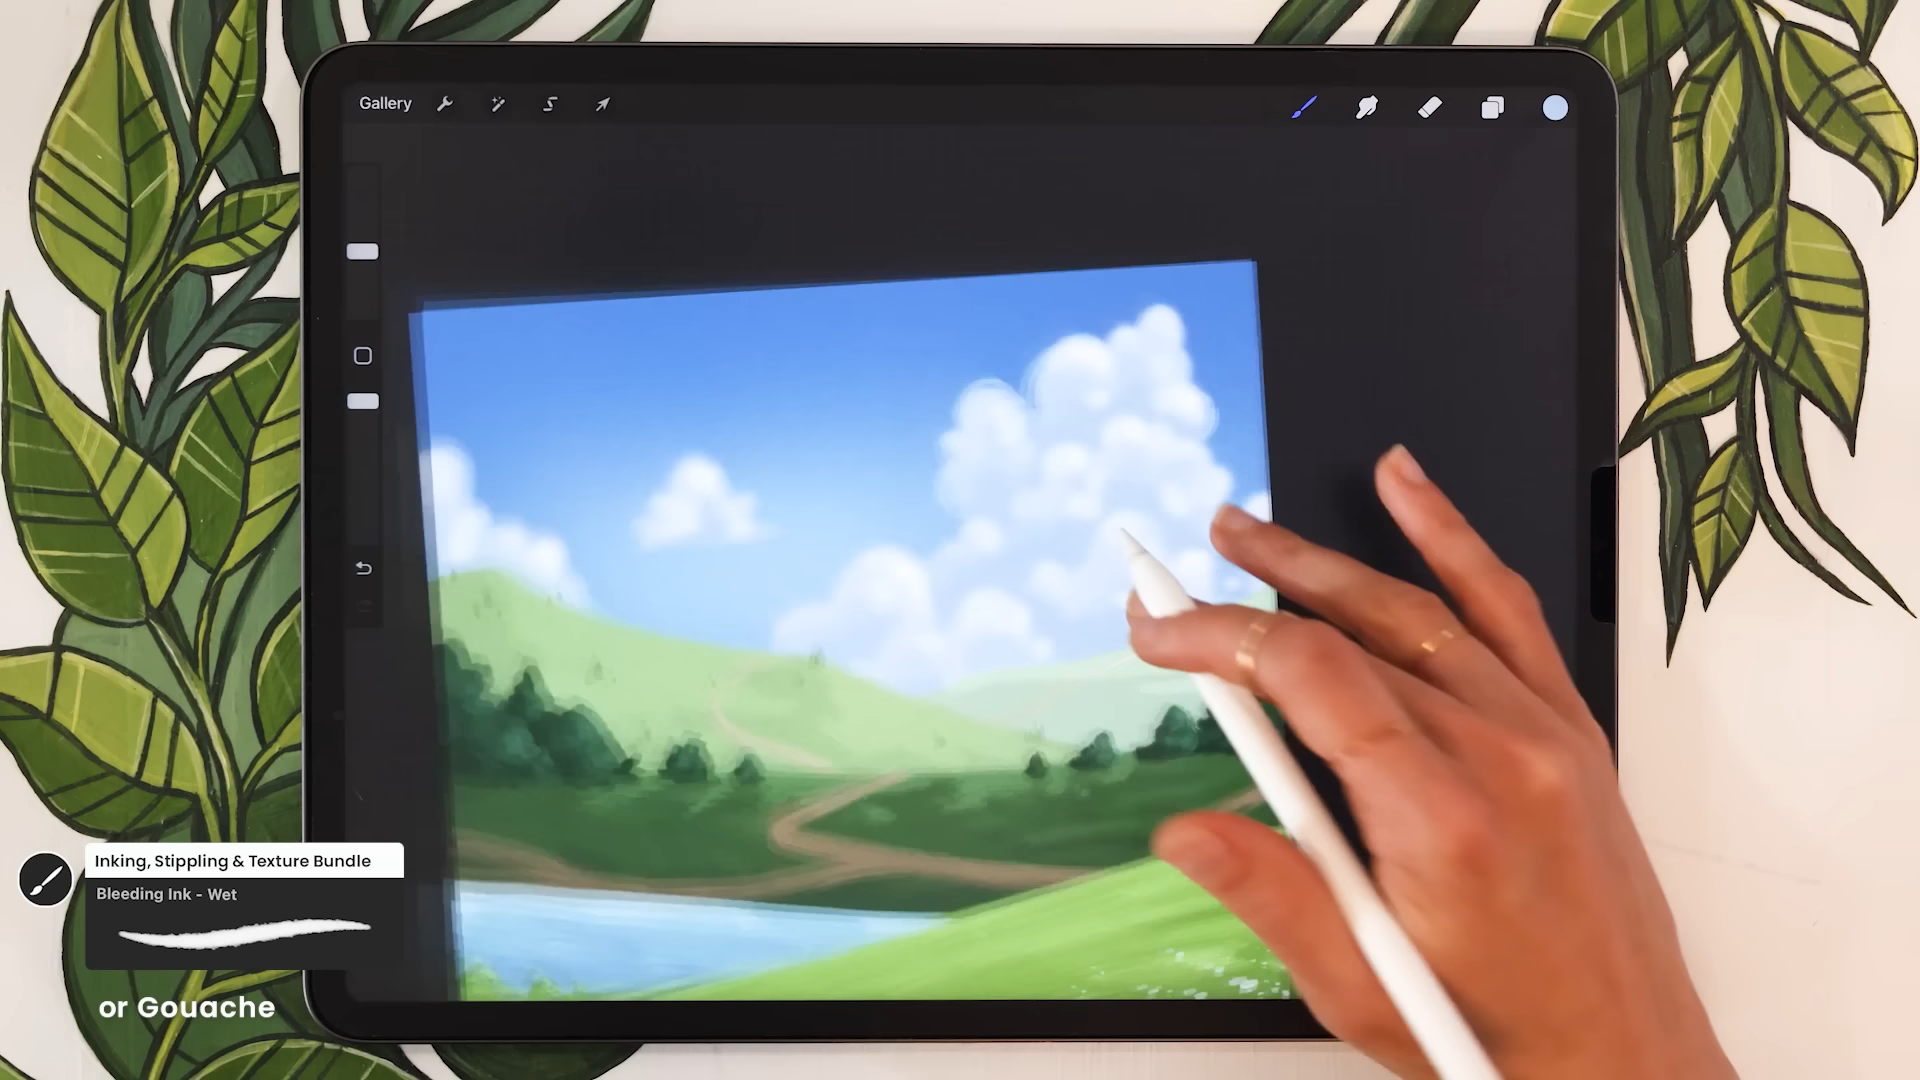 Gallery
Inking, Stippling & Texture Bundle
Bleeding Ink - Wet
or Gouache